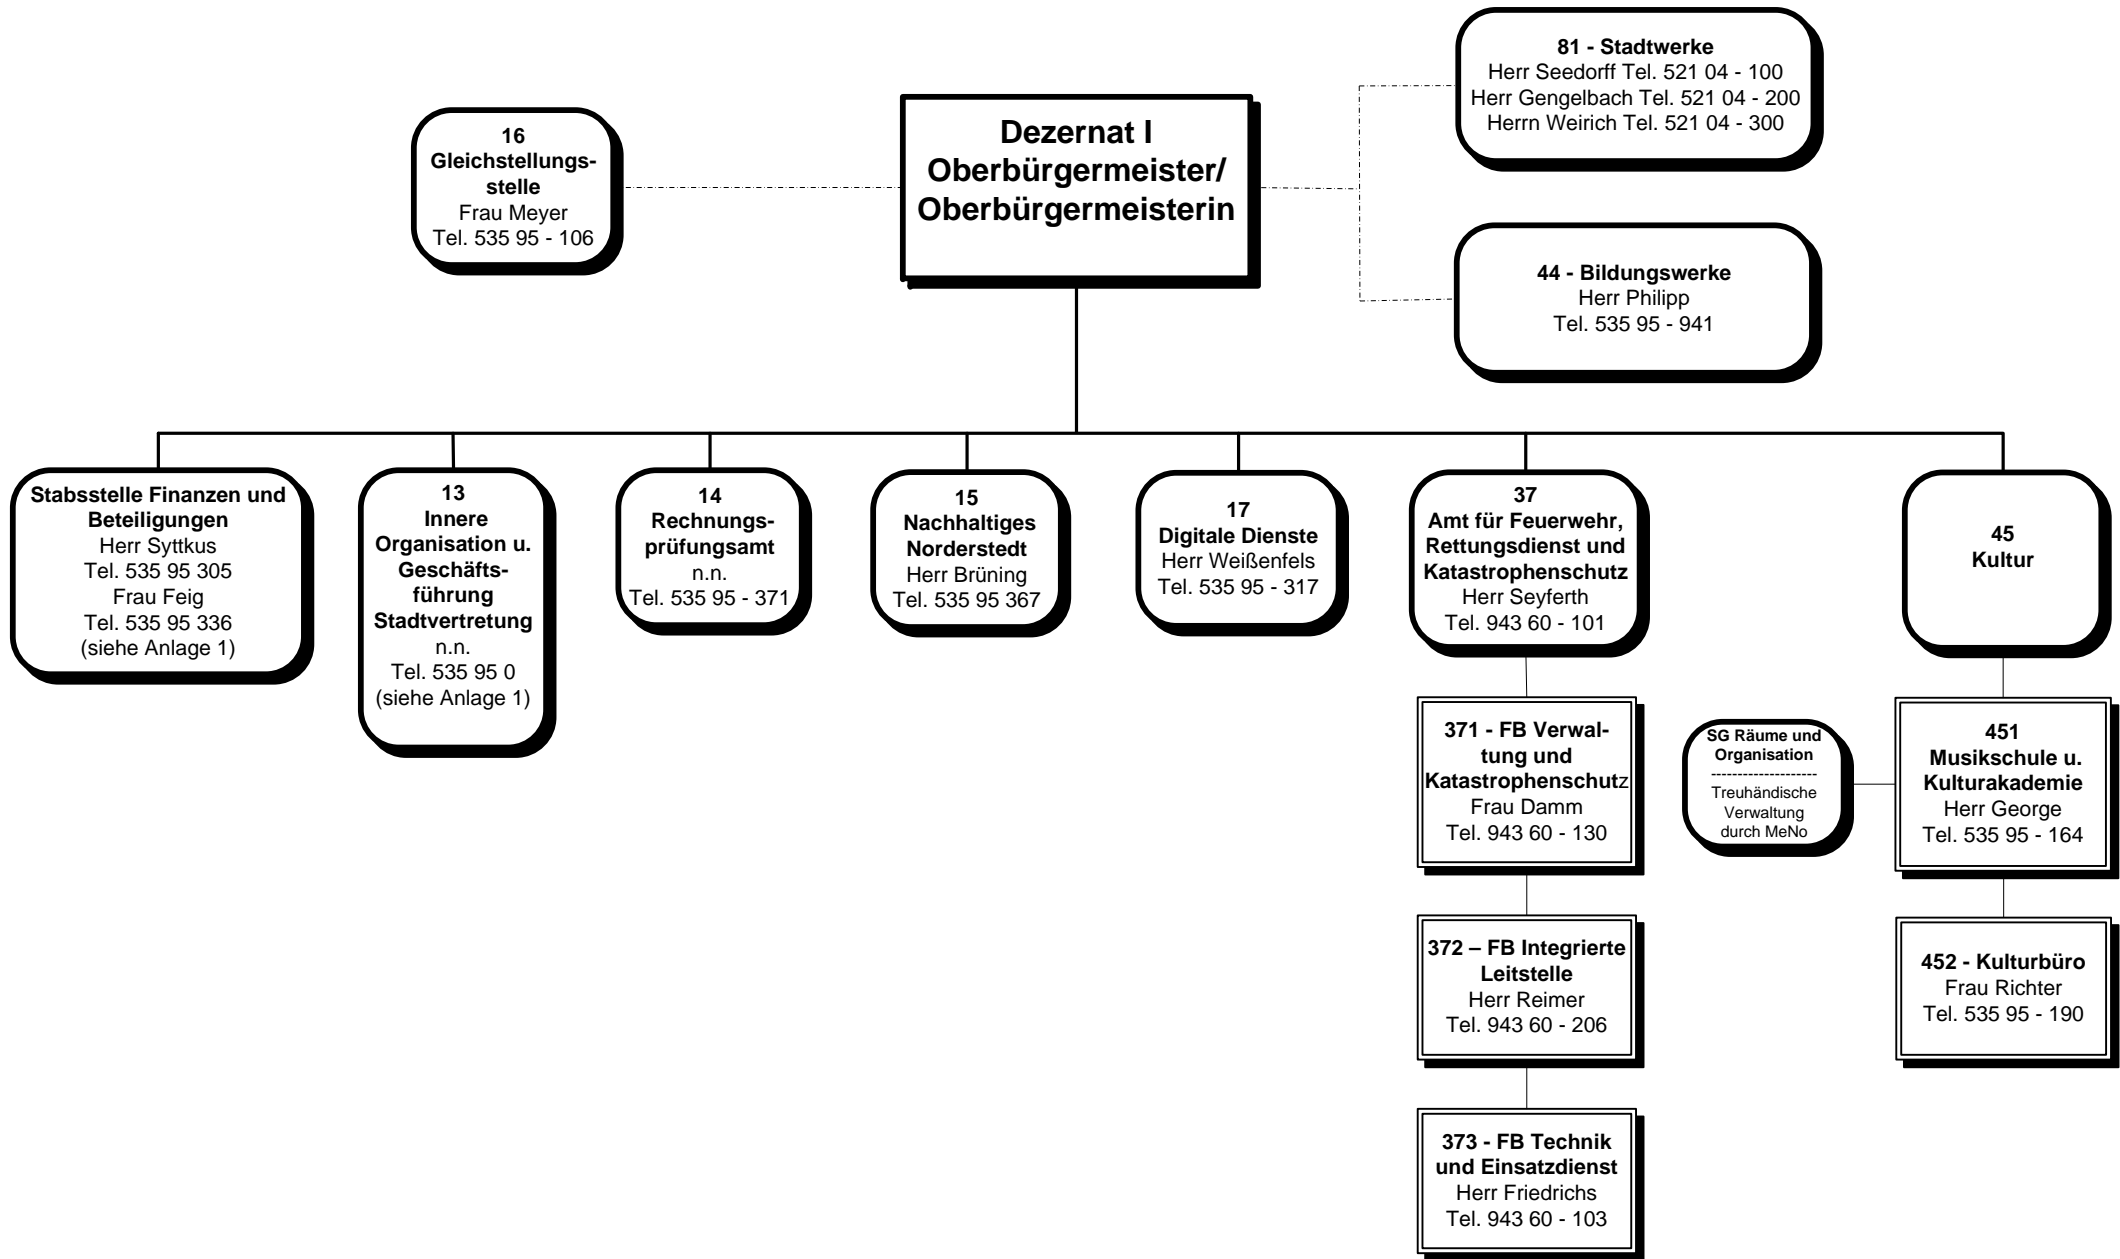 81 - Stadtwerke
Herr Seedorff Tel. 521 04 - 100
Herr Gengelbach Tel. 521 04 - 200
Herrn Weirich Tel. 521 04 - 300
16
Gleichstellungs-
stelle
Frau Meyer
Tel. 535 95 - 106
Dezernat I
Oberbürgermeister/
Oberbürgermeisterin
44 - Bildungswerke
Herr Philipp
Tel. 535 95 - 941
Stabsstelle Finanzen und
Beteiligungen
Herr Syttkus
Tel. 535 95 305
Frau Feig
Tel. 535 95 336
(siehe Anlage 1)
13
Innere
Organisation u.
Geschäfts-
führung
Stadtvertretung
n.n.
Tel. 535 95 0
(siehe Anlage 1)
14
Rechnungs-
prüfungsamt
n.n.
Tel. 535 95 - 371
15
Nachhaltiges
Norderstedt
Herr Brüning
Tel. 535 95 367
17
Digitale Dienste
Herr Weißenfels
Tel. 535 95 - 317
37
Amt für Feuerwehr,
Rettungsdienst und
Katastrophenschutz
Herr Seyferth
Tel. 943 60 - 101
45
Kultur
371 - FB Verwal-
tung und
Katastrophenschutz
Frau Damm
Tel. 943 60 - 130
SG Räume und
Organisation
--------------------
Treuhändische
Verwaltung
durch MeNo
451
Musikschule u.
Kulturakademie
Herr George
Tel. 535 95 - 164
372 – FB Integrierte
Leitstelle
Herr Reimer
Tel. 943 60 - 206
452 - Kulturbüro
Frau Richter
Tel. 535 95 - 190
373 - FB Technik
und Einsatzdienst
Herr Friedrichs
Tel. 943 60 - 103